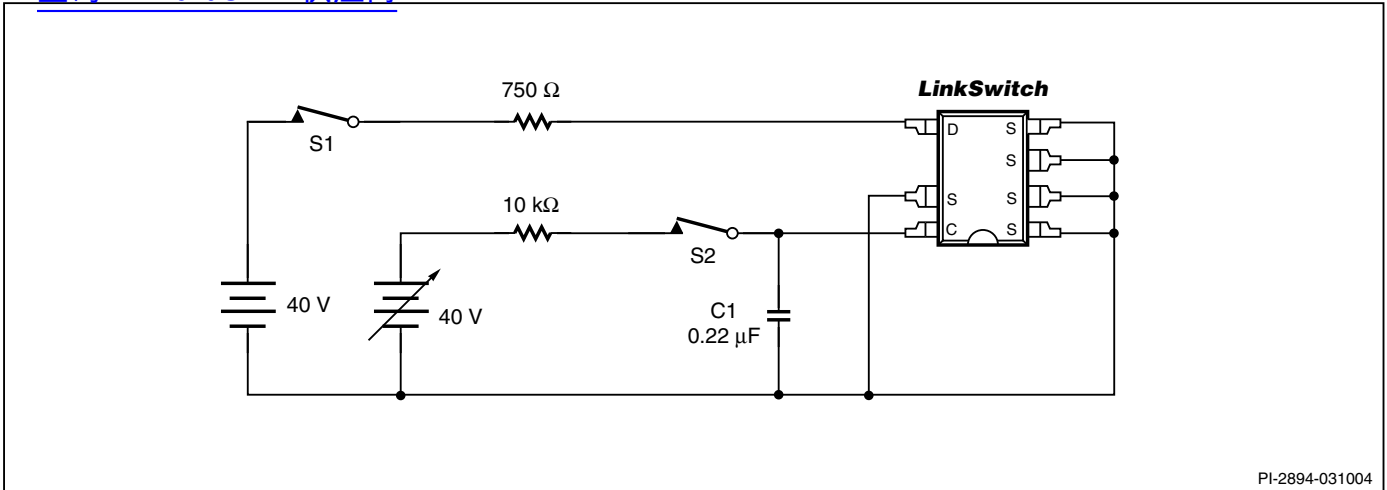 750 Ω
LinkSwitch
S1
D
S
S
10 kΩ
S
S
C
S
S2
40 V
40 V
C1
0.22 µF
PI-2894-031004